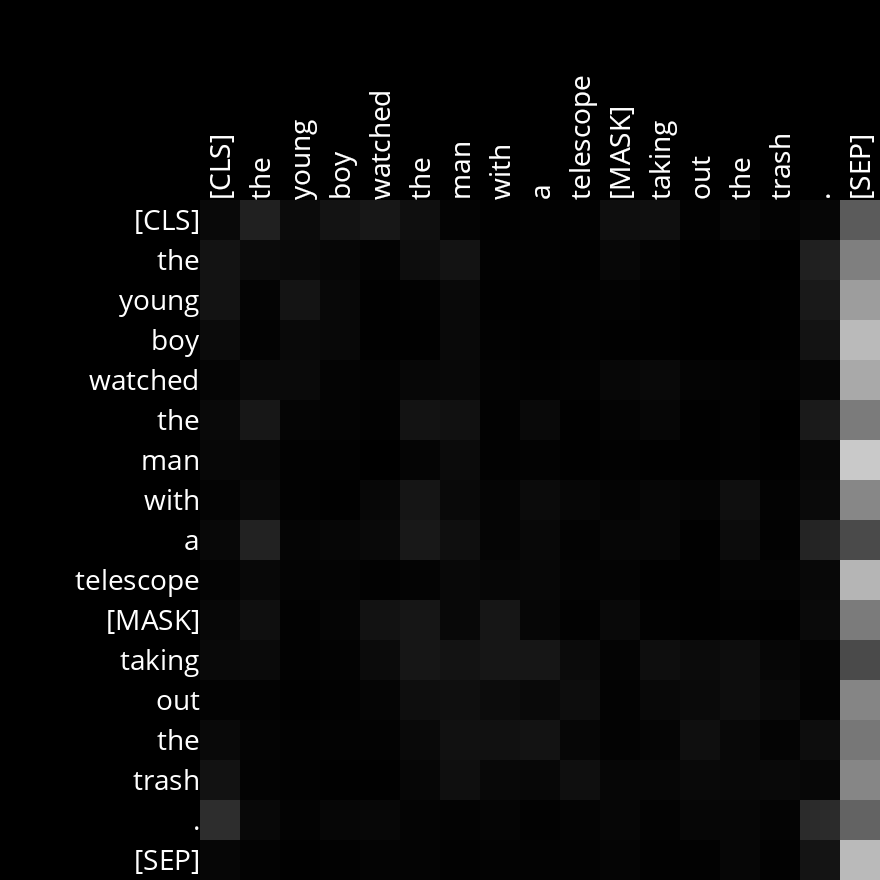 [CLS] the young boy watched the man with a telescope [MASK] taking out the trash . [SEP]
[CLS]
the
young
boy
watched
the
man
with
a
telescope
[MASK]
taking
out
the
trash
.
[SEP]